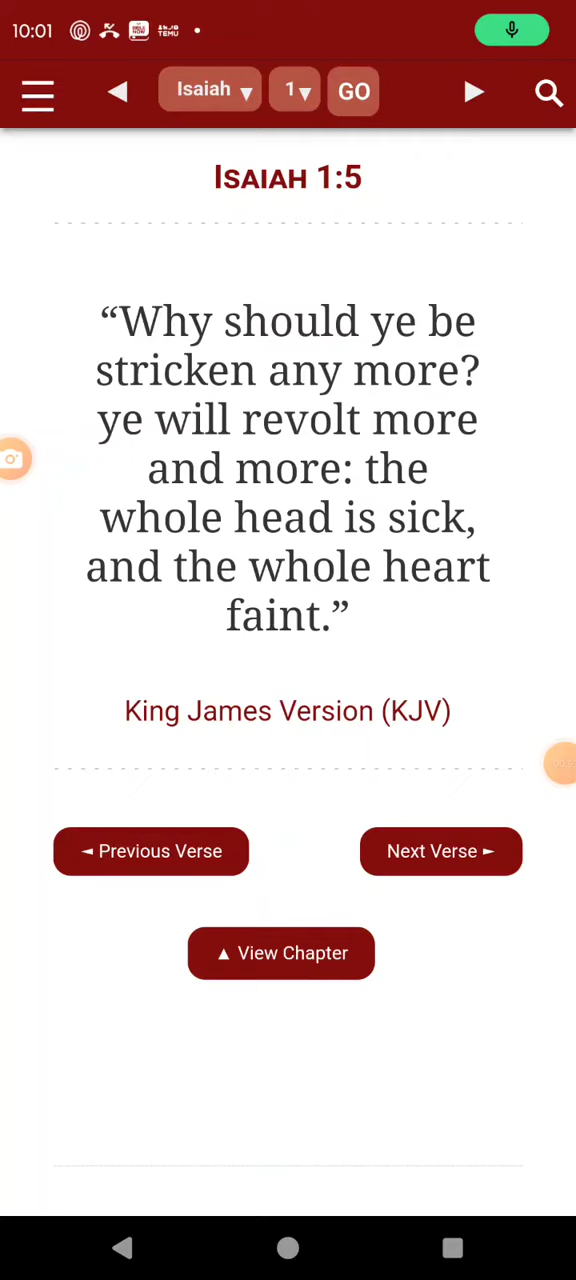 10:01
TEMU
Isaiah ▼
1 ▼
GO
Isaiah 1:5
“Why should ye be
stricken any more?
ye will revolt more
and more: the
whole head is sick,
and the whole heart
faint.”
King James Version (KJV)
◄ Previous Verse
Next Verse ►
▲ View Chapter